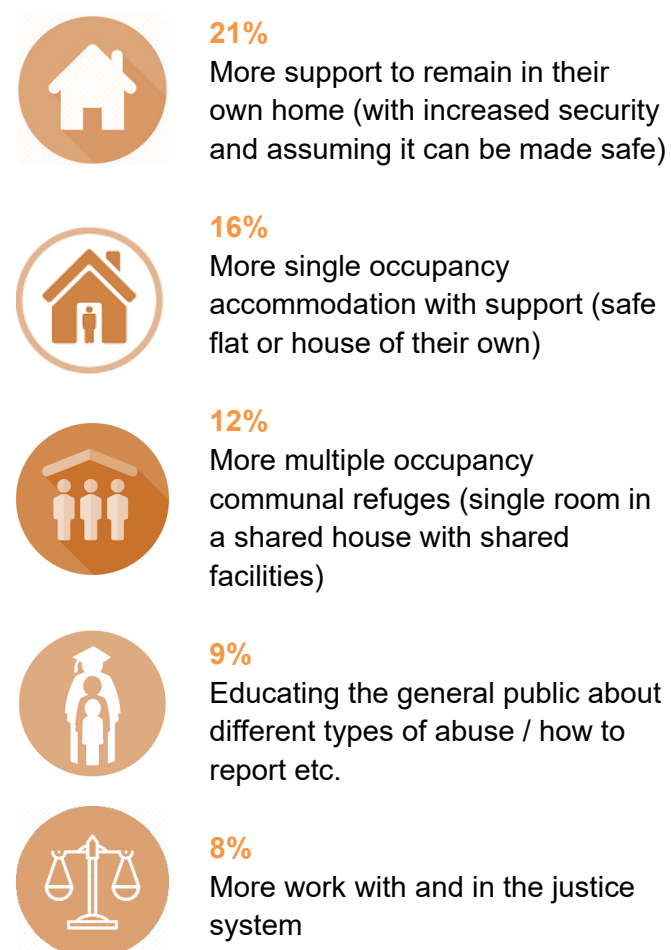 21%
More support to remain in their
own home (with increased security
and assuming it can be made safe)
16%
More single occupancy
accommodation with support (safe
flat or house of their own)
12%
More multiple occupancy
communal refuges (single room in
a shared house with shared
facilities)
9%
Educating the general public about
different types of abuse / how to
report etc.
8%
More work with and in the justice
system